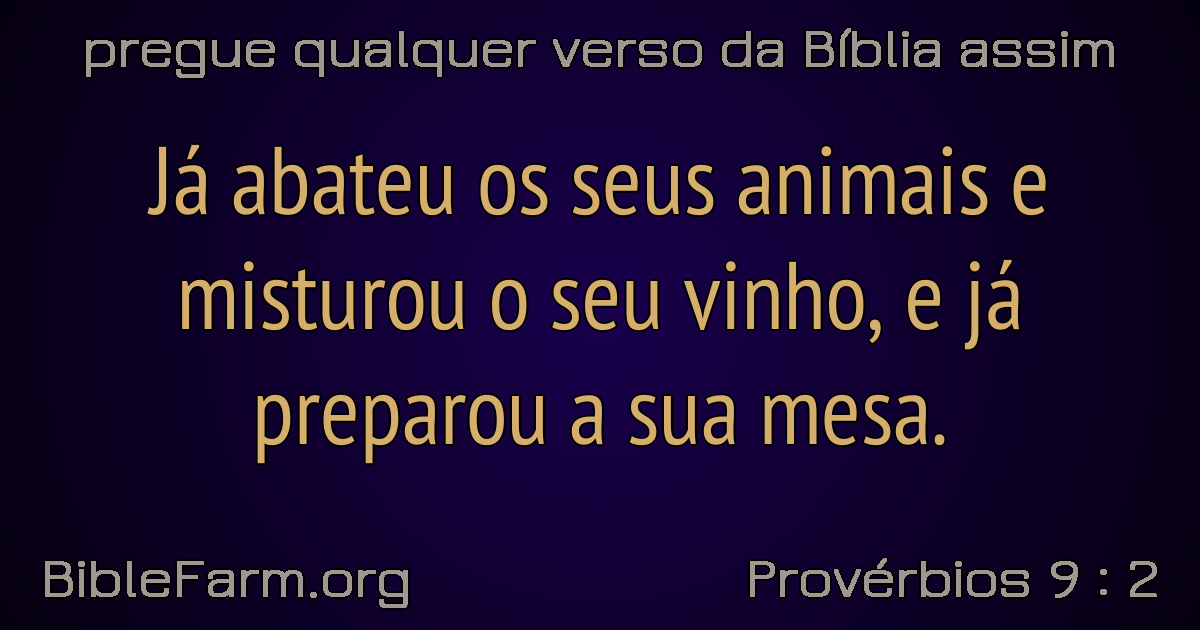 pregue qualquer verso da Bíblia assim
Já abateu os seus animais e
misturou o seu vinho, e já
preparou a sua mesa.
BibleFarm.org
Provérbios 9 : 2